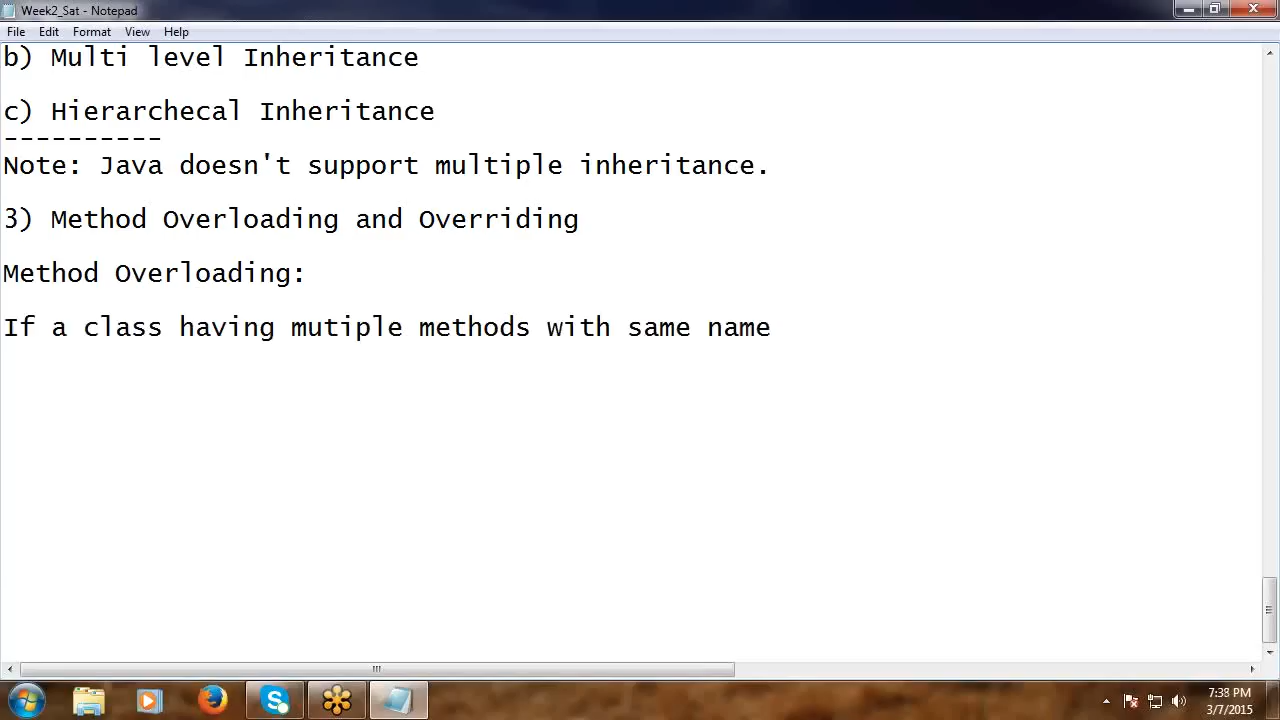 Week2_Sat - Notepad
File Edit Format View Help
b) Multi level Inheritance
c) Hierarchecal Inheritance
----------
Note: Java doesn't support multiple inheritance.
3) Method Overloading and Overriding
Method Overloading:
If a class having mutiple methods with same name
7:38 PM
3/7/2015